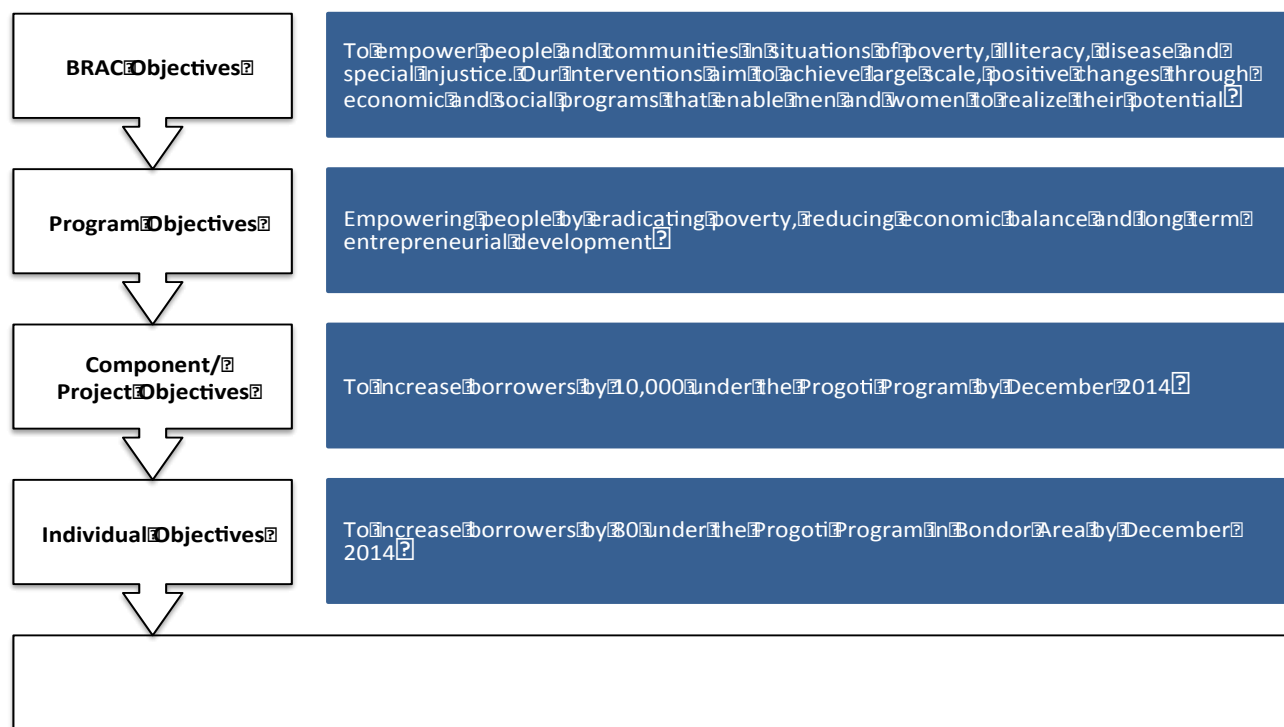 BRAC Objectives
To empower people and communities in situations of poverty, illiteracy, disease and
special injustice. Our interventions aim to achieve large scale, positive changes through
economic and social programs that enable men and women to realize their potential
Program Objectives
Empowering people by eradicating poverty, reducing economic balance and long term
entrepreneurial development
Component/
Project Objectives
To increase borrowers by 10,000 under the Progoti Program by December 2014
Individual Objectives
To increase borrowers by 80 under the Progoti Program in Bondor Area by December
2014